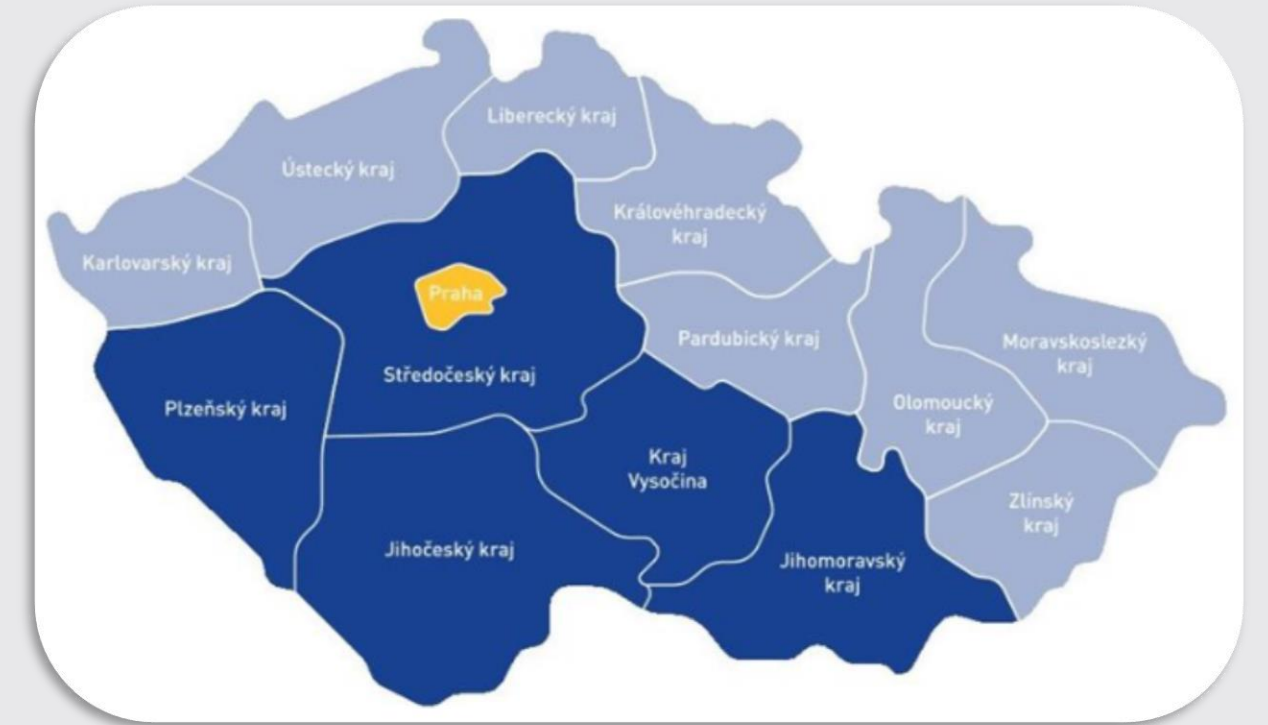 Liberecký kraj
Ústecký kraj
Královéhradecký
kraj
Karlovarský kraj
Praha
Pardubický kraj
Moravskoslezký
kraj
Středočeský kraj
Plzeňský kraj
Olomoucký
kraj
Kraj
Vysočina
Zlínský
kraj
Jihočeský kraj
Jihomoravský
kraj